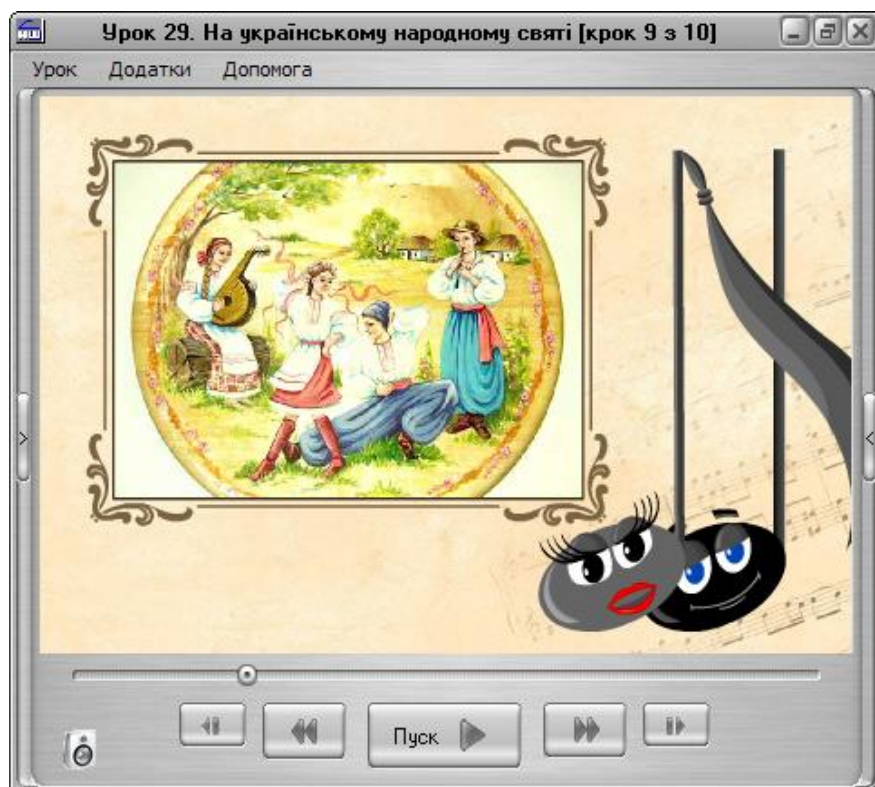 Урок 29. На українському народному святі [крок 9 з 10]
Урок Додатки Допомога
Пуск